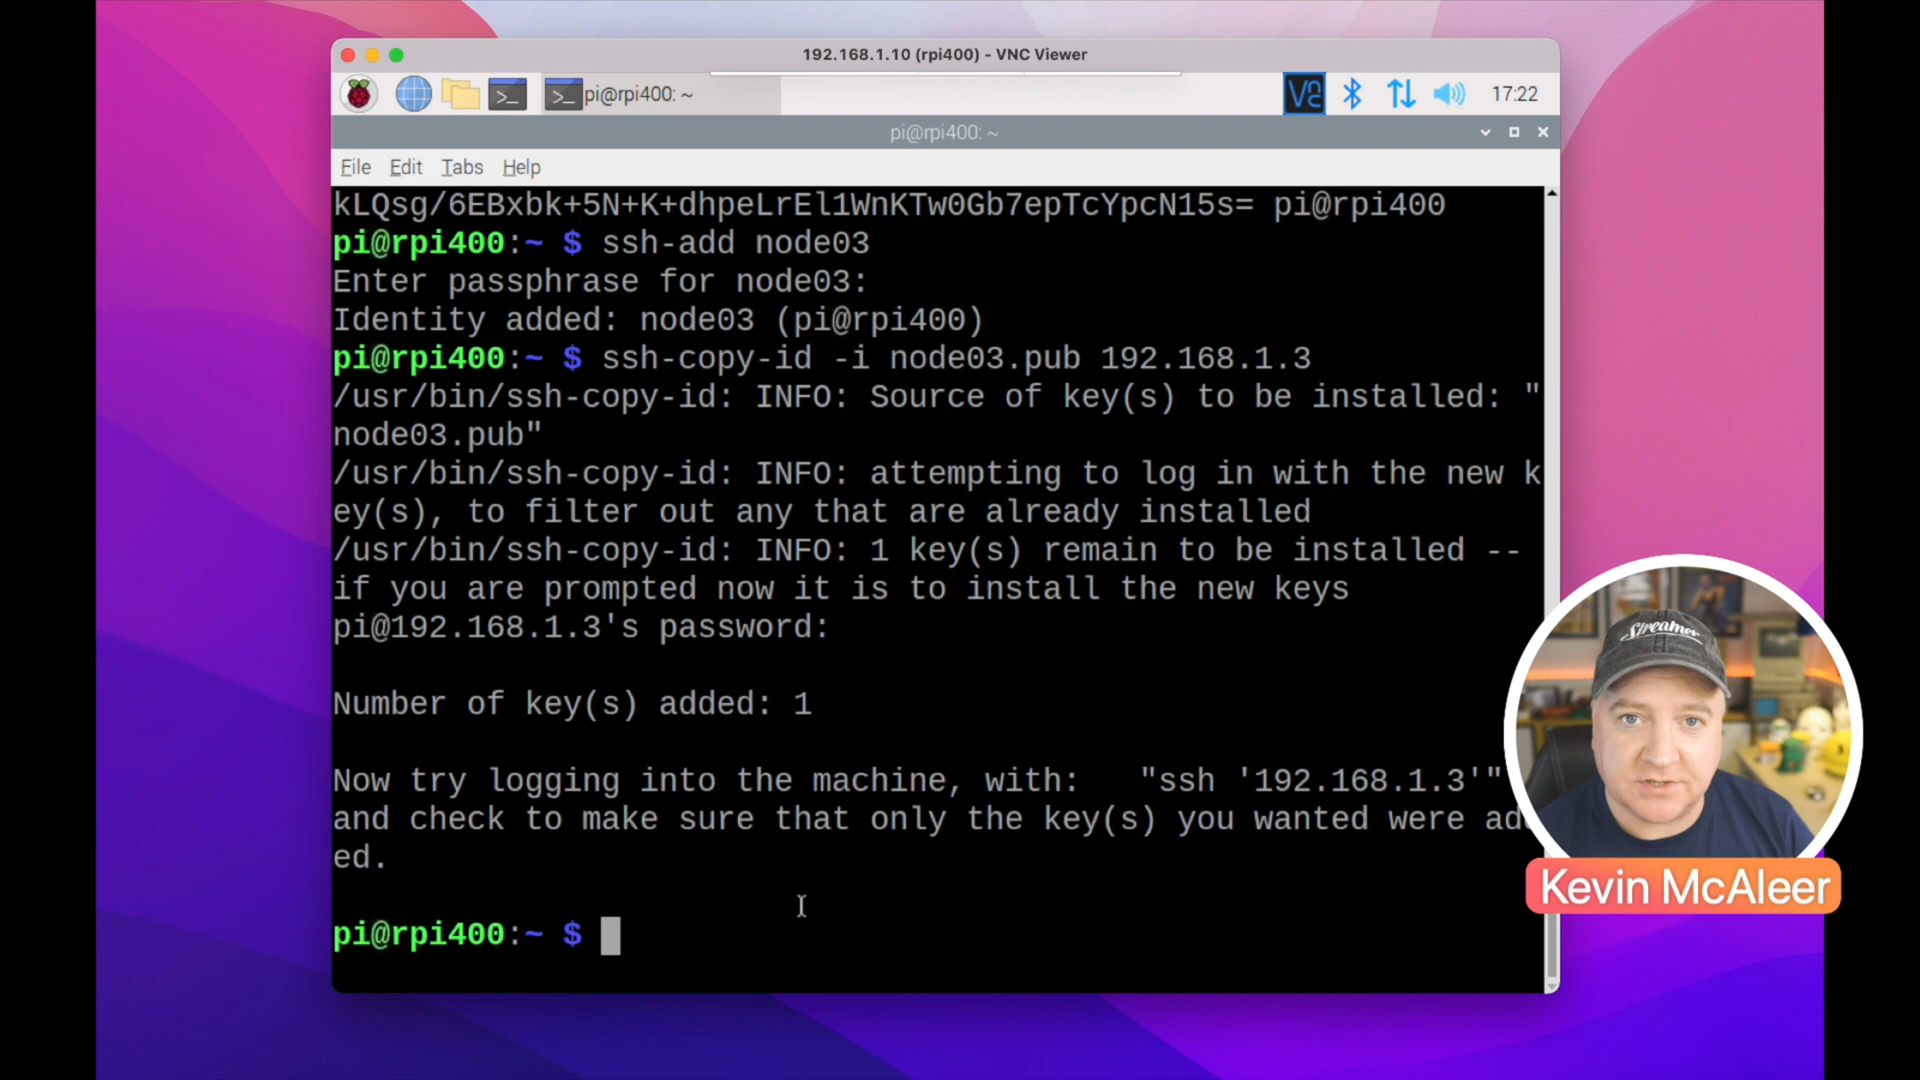 192.168.1.10 (rpi400) - VNC Viewer
pi@rpi400: ~
17:22
pi@rpi400: ~
File Edit Tabs Help
kLQsg/6EBxbk+5N+K+dhpeLrEl1WnKTw0Gb7epTcYpcN15s= pi@rpi400
pi@rpi400:~ $ ssh-add node03
Enter passphrase for node03:
Identity added: node03 (pi@rpi400)
pi@rpi400:~ $ ssh-copy-id -i node03.pub 192.168.1.3
/usr/bin/ssh-copy-id: INFO: Source of key(s) to be installed: "
node03.pub"
/usr/bin/ssh-copy-id: INFO: attempting to log in with the new k
ey(s), to filter out any that are already installed
/usr/bin/ssh-copy-id: INFO: 1 key(s) remain to be installed --
if you are prompted now it is to install the new keys
pi@192.168.1.3's password:
Number of key(s) added: 1
Now try logging into the machine, with:   "ssh '192.168.1.3'"
and check to make sure that only the key(s) you wanted were ad
ed.
Streamer
Kevin McAleer
pi@rpi400:~ $